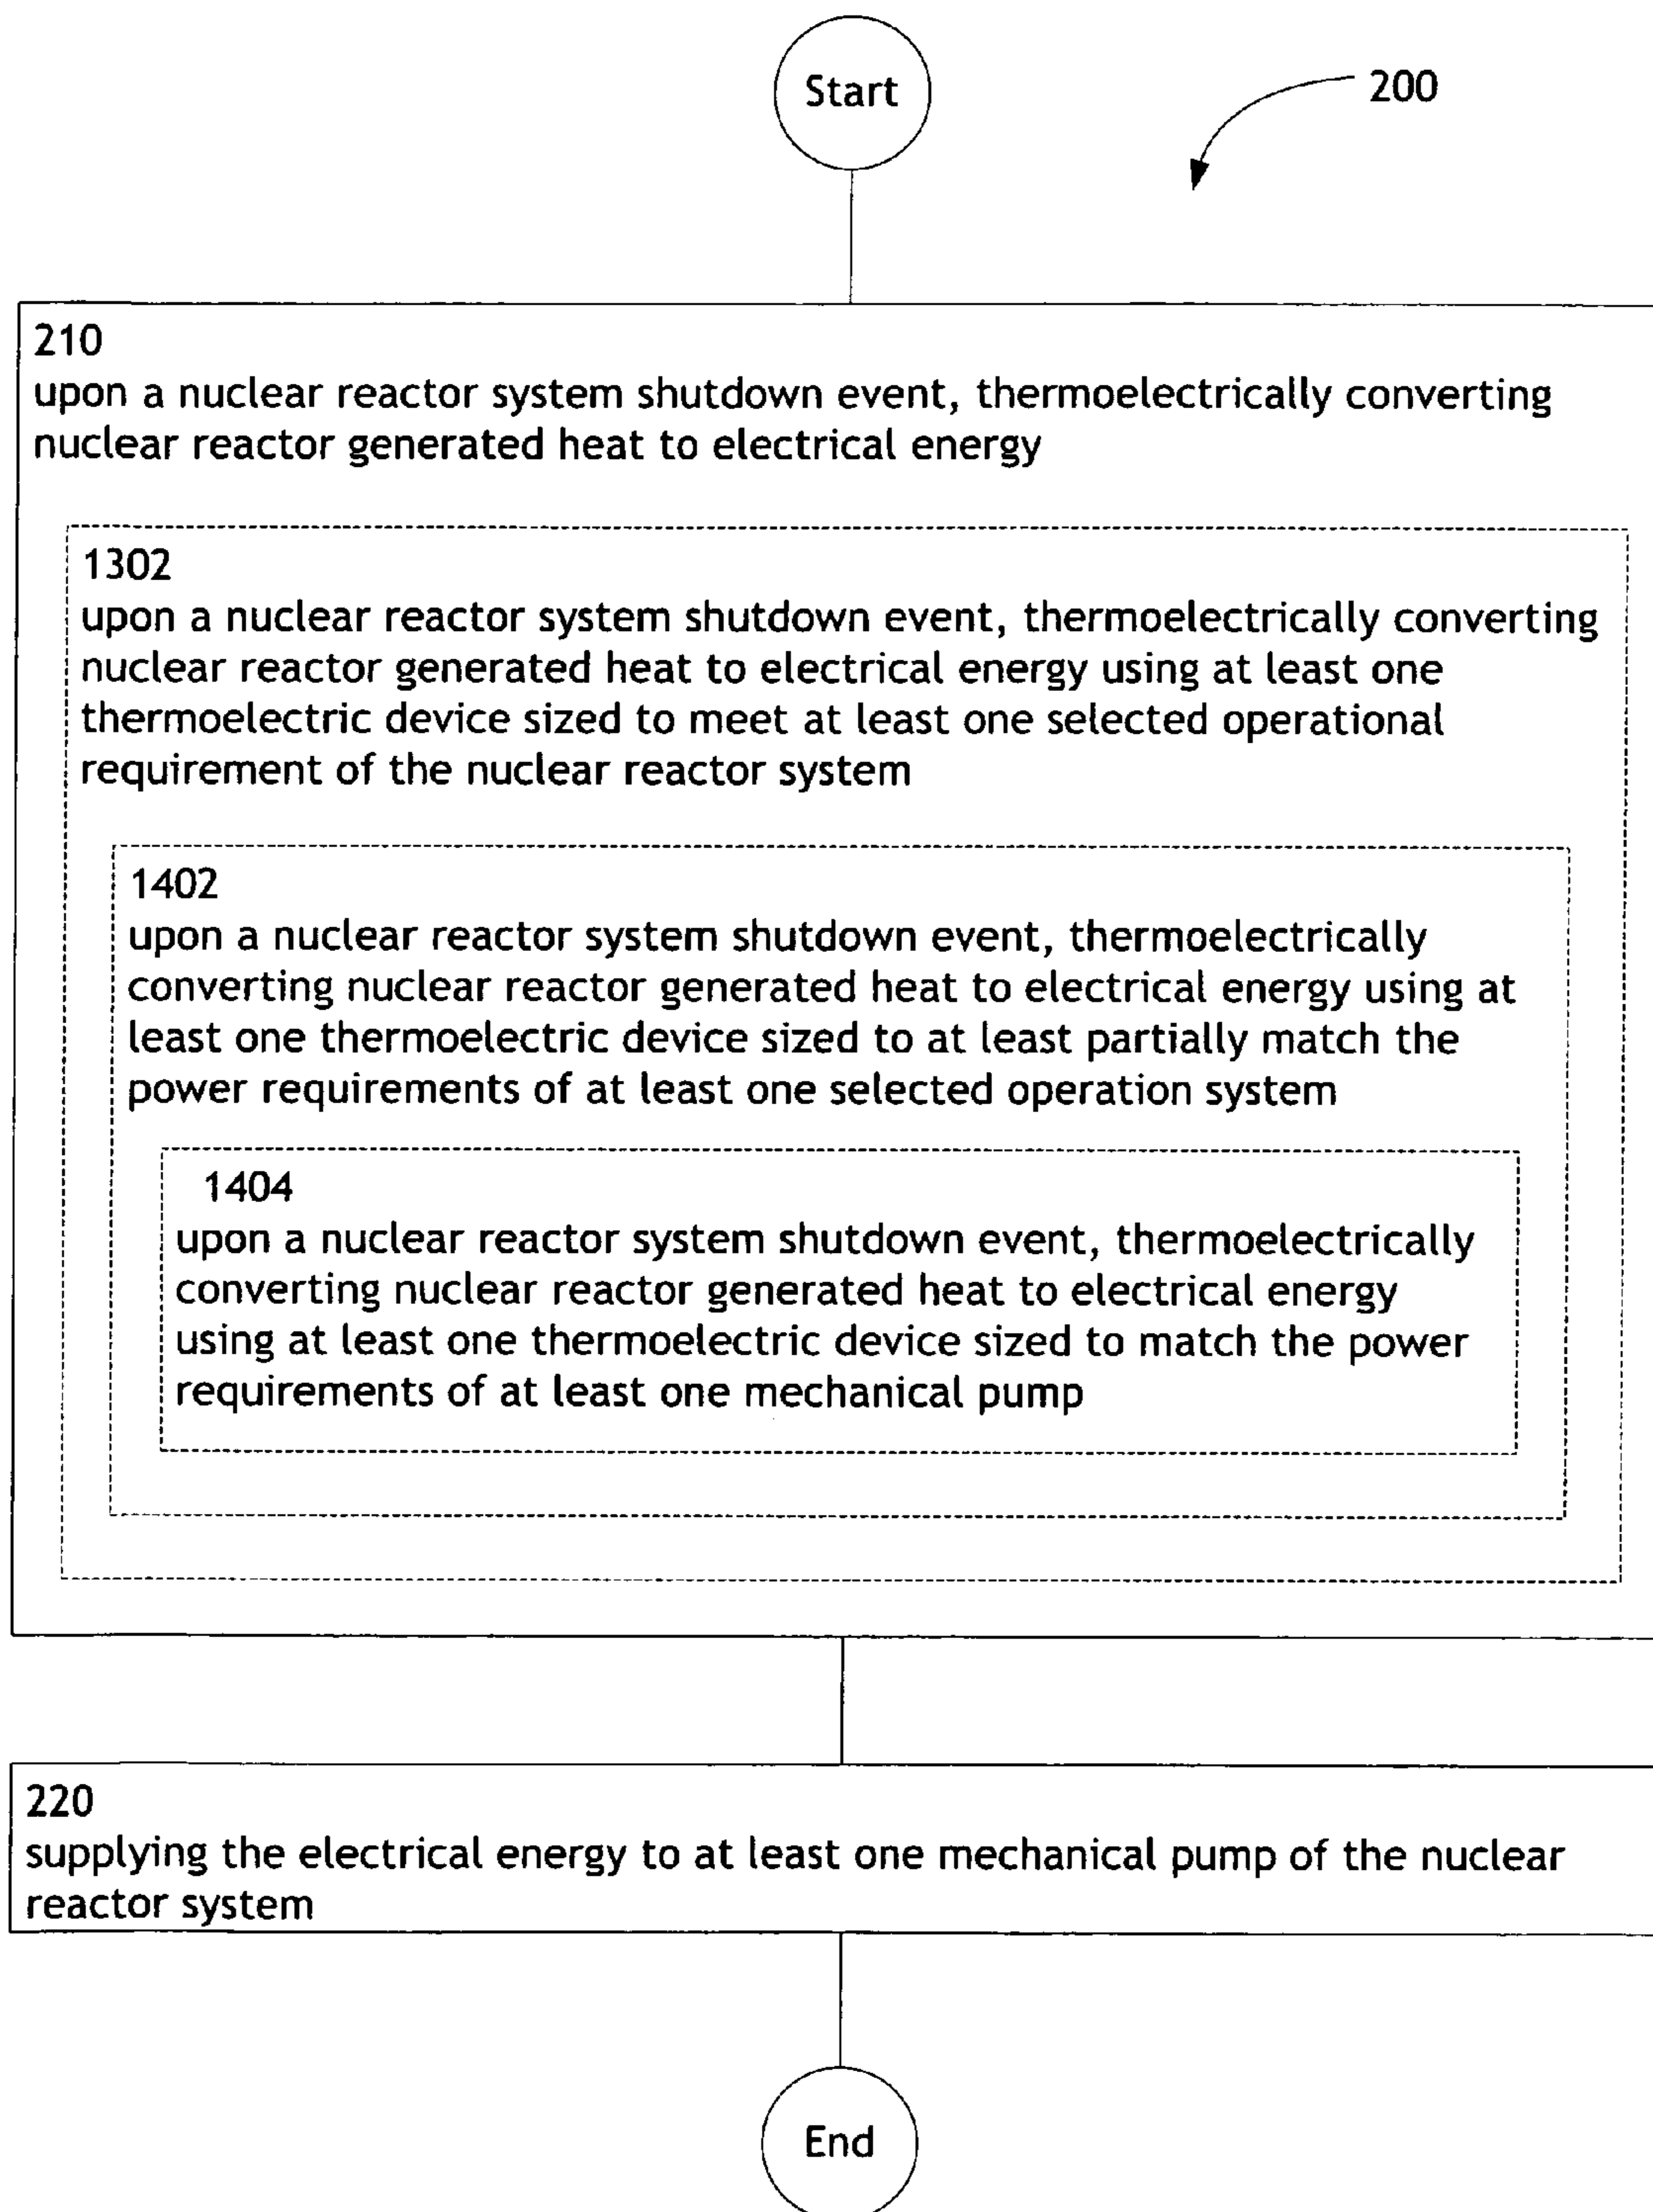 Start
200
210
upon a nuclear reactor system shutdown event, thermoelectrically converting
nuclear reactor generated heat to electrical energy
1302
upon a nuclear reactor system shutdown event, thermoelectrically converting
nuclear reactor generated heat to electrical energy using at least one
thermoelectric device sized to meet at least one selected operational
requirement of the nuclear reactor system
1402
upon a nuclear reactor system shutdown event, thermoelectrically
converting nuclear reactor generated heat to electrical energy using at
least one thermoelectric device sized to at least partially match the
power requirements of at least one selected operation system
1404
upon a nuclear reactor system shutdown event, thermoelectrically
converting nuclear reactor generated heat to electrical energy
using at least one thermoelectric device sized to match the power
requirements of at least one mechanical pump
220
supplying the electrical energy to at least one mechanical pump of the nuclear
reactor system
End